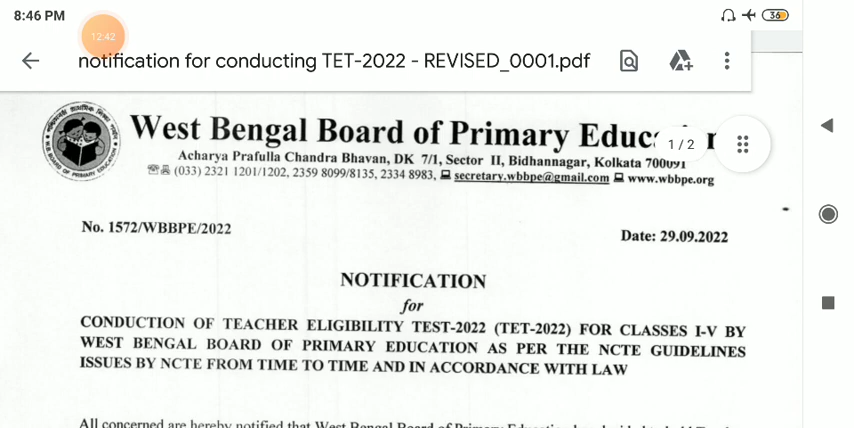 8:46 PM
36
12:42
notification for conducting TET-2022 - REVISED_0001.pdf
West Bengal Board of Primary
1 / 2
Acharya Prafulla Chandra Bhavan, DK 7/1, Sector II, Bidhannagar, Kolkata 700091
(033) 2321 1201/1202, 2359 8099/8135, 2334 8983, secretary.wbbpe@gmail.com www.wbbpe.org
No. 1572/WBBPE/2022
Date: 29.09.2022
NOTIFICATION
for
CONDUCTION OF TEACHER ELIGIBILITY TEST-2022 (TET-2022) FOR CLASSES I-V BY
WEST BENGAL BOARD OF PRIMARY EDUCATION AS PER THE NCTE GUIDELINES
ISSUES BY NCTE FROM TIME TO TIME AND IN ACCORDANCE WITH LAW
All concerned are hereby notified that West Bengal Board of Primary Education